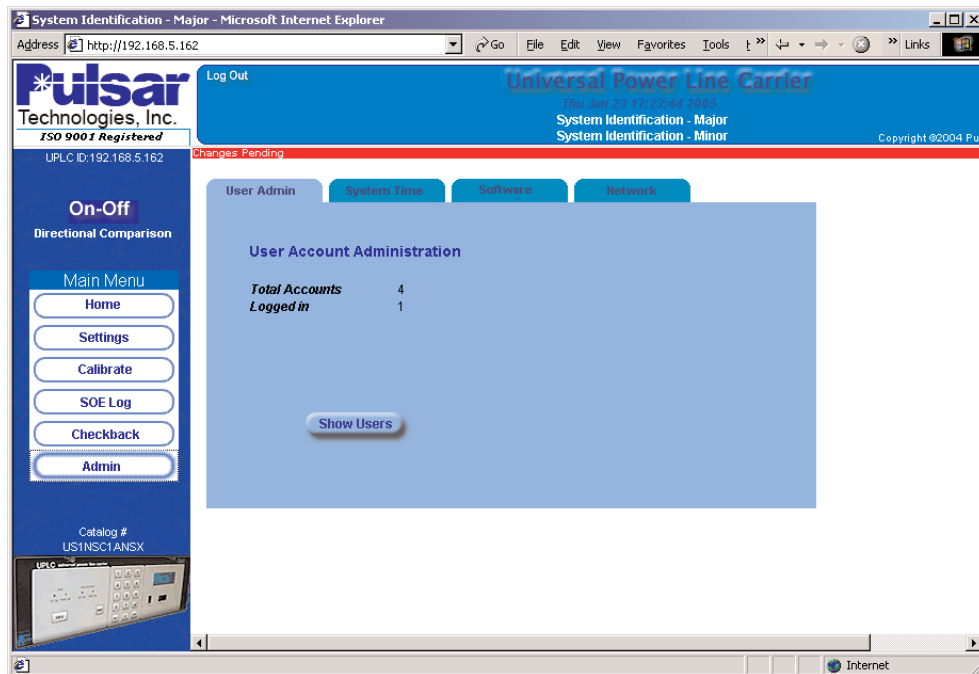 System Identification - Major - Microsoft Internet Explorer
Address http://192.168.5.162 Go File Edit View Favorites Tools t » » Links
Pulsar
Technologies, Inc.
ISO 9001 Registered
Log Out
Universal Power Line Carrier
Thu Jun 23 17:23:44 2005
System Identification - Major
System Identification - Minor
Copyright ©2004 Pu
UPLC ID:192.168.5.162
Changes Pending
On-Off
Directional Comparison
Main Menu
Home
Settings
Calibrate
SOE Log
Checkback
Admin
Catalog #
US1NSC1ANSX
UPLC
User Admin System Time Software Network
User Account Administration
Total Accounts 4
Logged in 1
Show Users
Internet